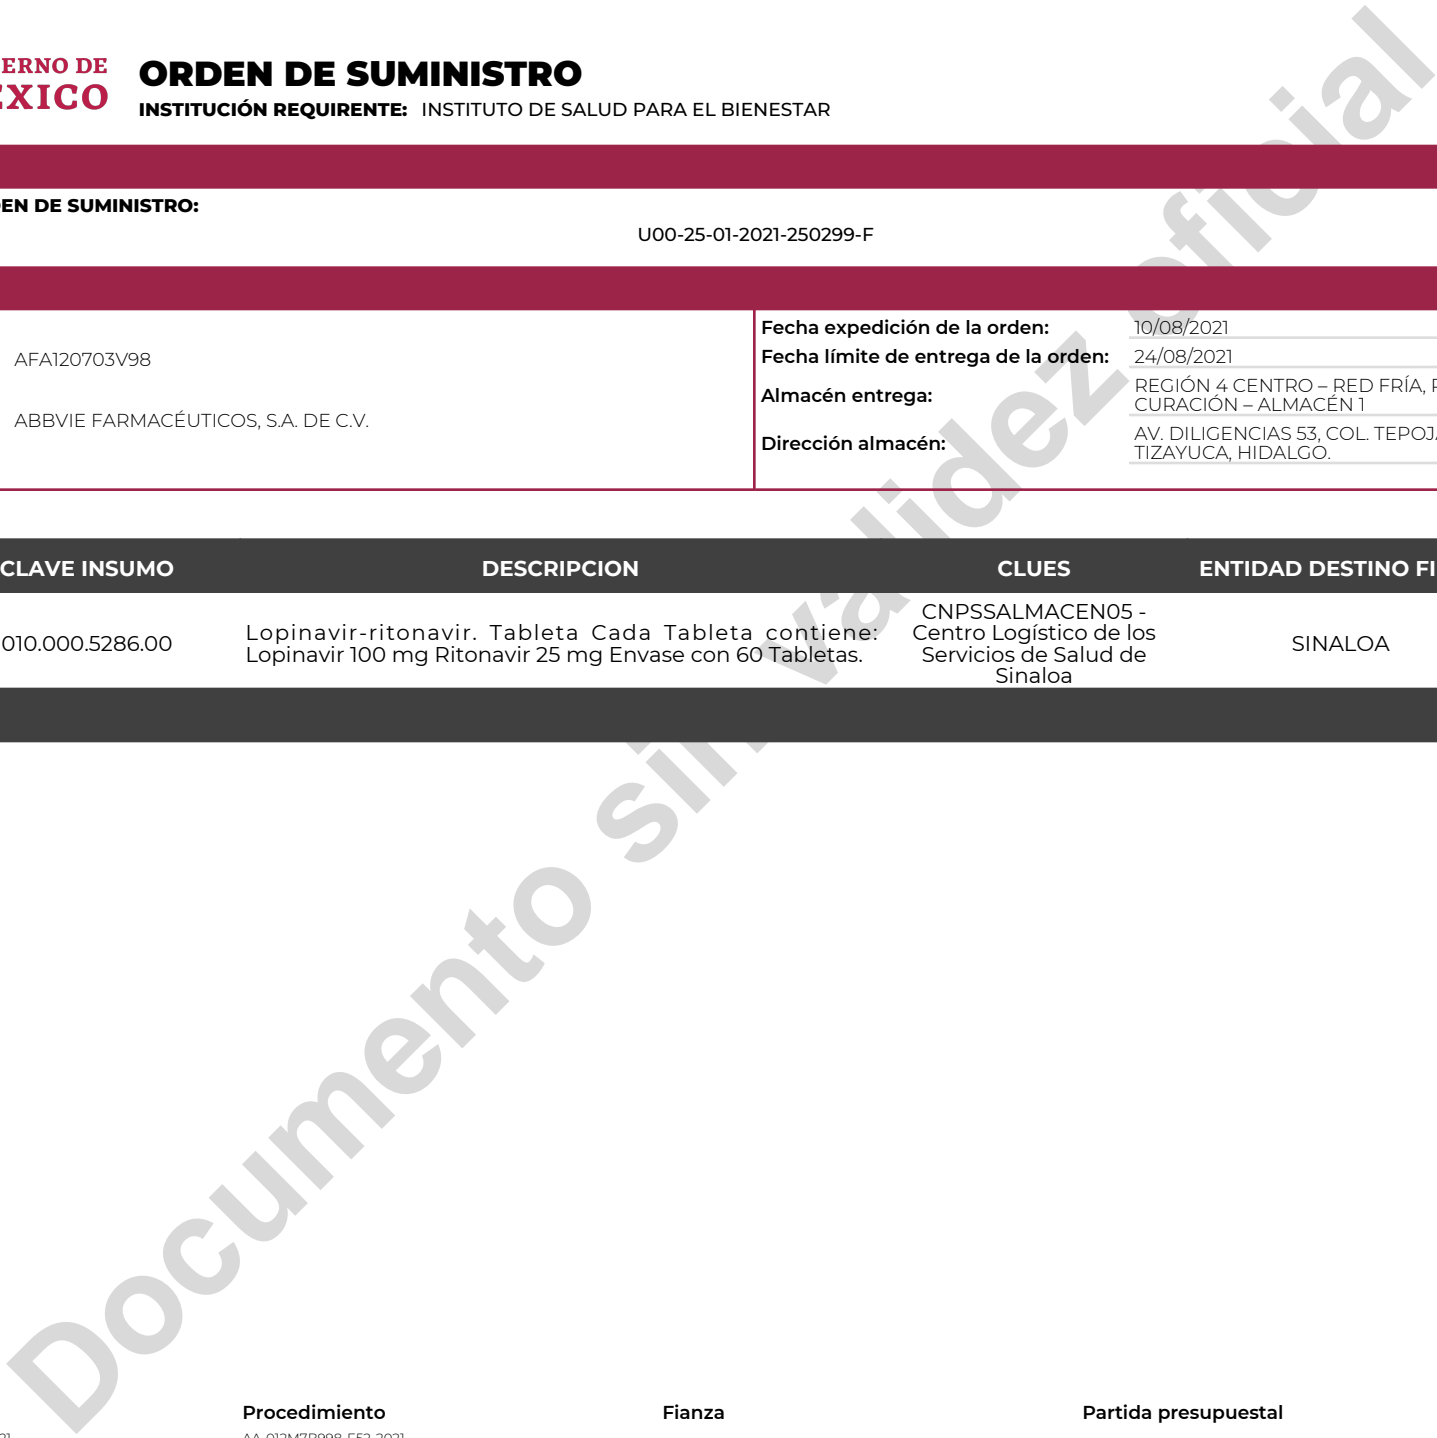 ERNO DE
EXICO
ORDEN DE SUMINISTRO
INSTITUCIÓN REQUIRENTE: INSTITUTO DE SALUD PARA EL BIENESTAR
EN DE SUMINISTRO:
U00-25-01-2021-250299-F
AFA120703V98
ABBVIE FARMACÉUTICOS, S.A. DE C.V.
Fecha expedición de la orden: 10/08/2021
Fecha límite de entrega de la orden: 24/08/2021
Almacén entrega: REGIÓN 4 CENTRO – RED FRÍA,
CURACIÓN – ALMACÉN 1
Dirección almacén: AV. DILIGENCIAS 53, COL. TEPOJA
TIZAYUCA, HIDALGO.
CLAVE INSUMO DESCRIPCION CLUES ENTIDAD DESTINO FI
010.000.5286.00
Lopinavir-ritonavir. Tableta Cada Tableta contiene:
Lopinavir 100 mg Ritonavir 25 mg Envase con 60 Tabletas.
CNPSSALMACEN05 -
Centro Logístico de los
Servicios de Salud de
Sinaloa
SINALOA
Documento sin validez oficial
Procedimiento Fianza Partida presupuestal